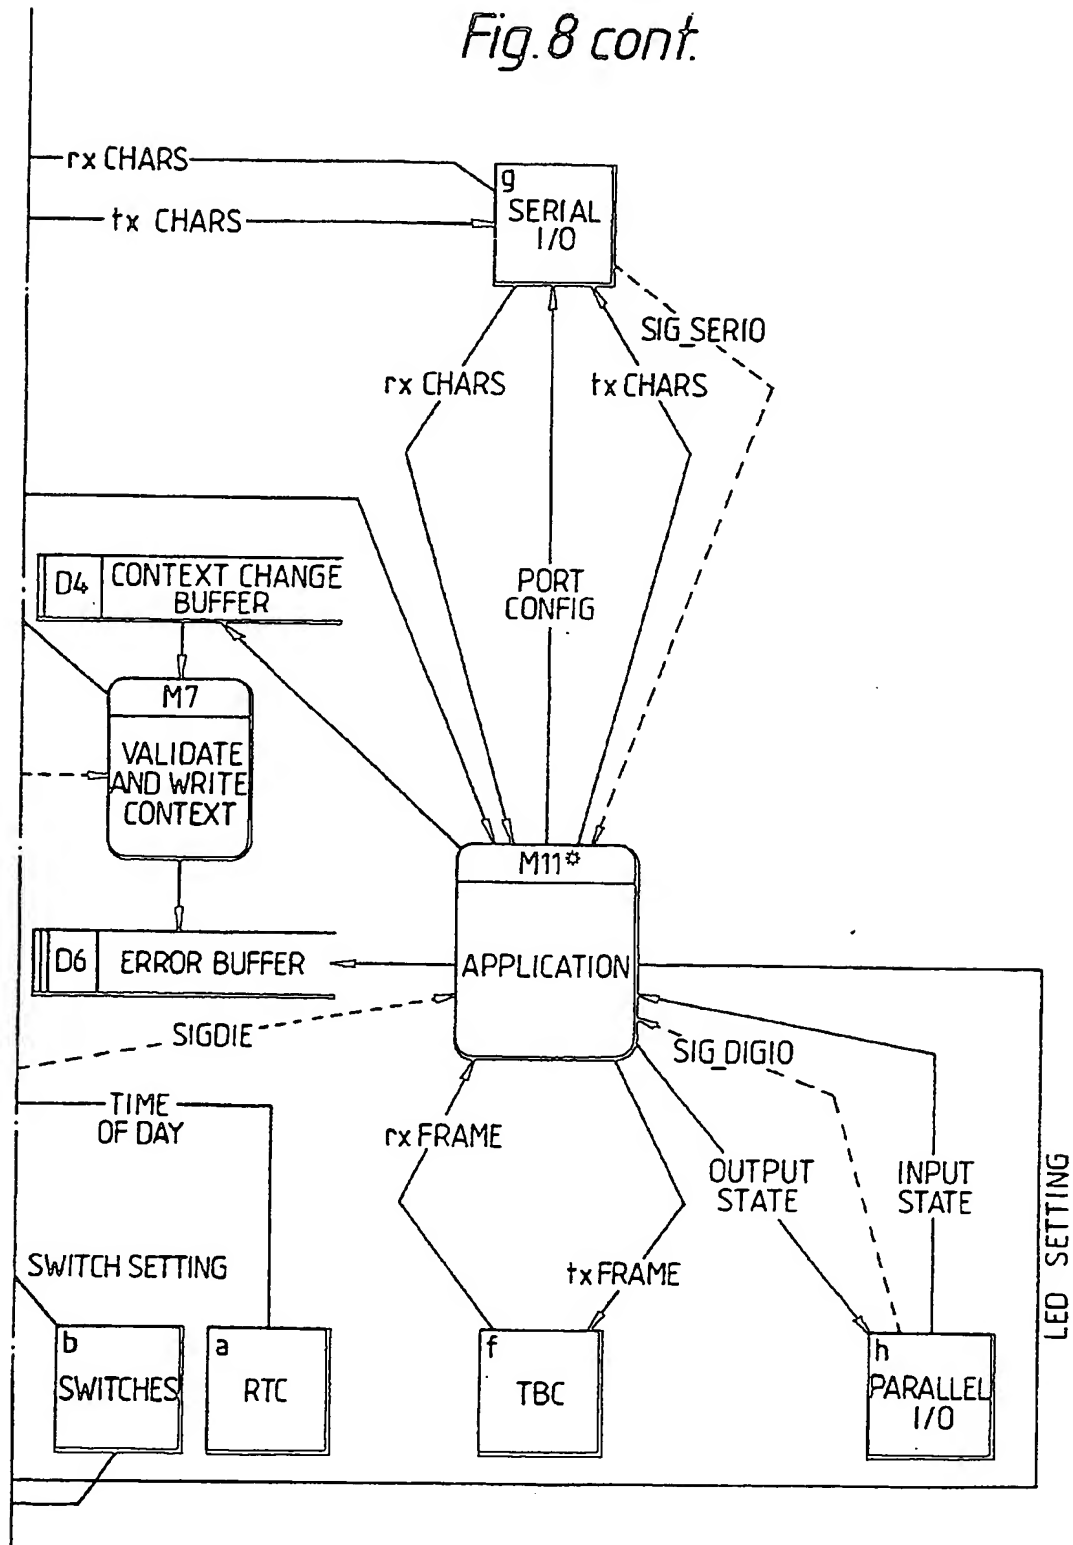 Fig. 8 cont.
rx CHARS
tx CHARS
g
SERIAL
I/O
SIG_SERIO
rx CHARS
tx CHARS
PORT
CONFIG
D4
CONTEXT CHANGE
BUFFER
M7
VALIDATE
AND WRITE
CONTEXT
M11☼
APPLICATION
D6
ERROR BUFFER
SIGDIE
SIG_DIGIO
TIME
OF DAY
rx FRAME
OUTPUT
STATE
INPUT
STATE
LED SETTING
SWITCH SETTING
tx FRAME
b
SWITCHES
a
RTC
f
TBC
h
PARALLEL
I/O